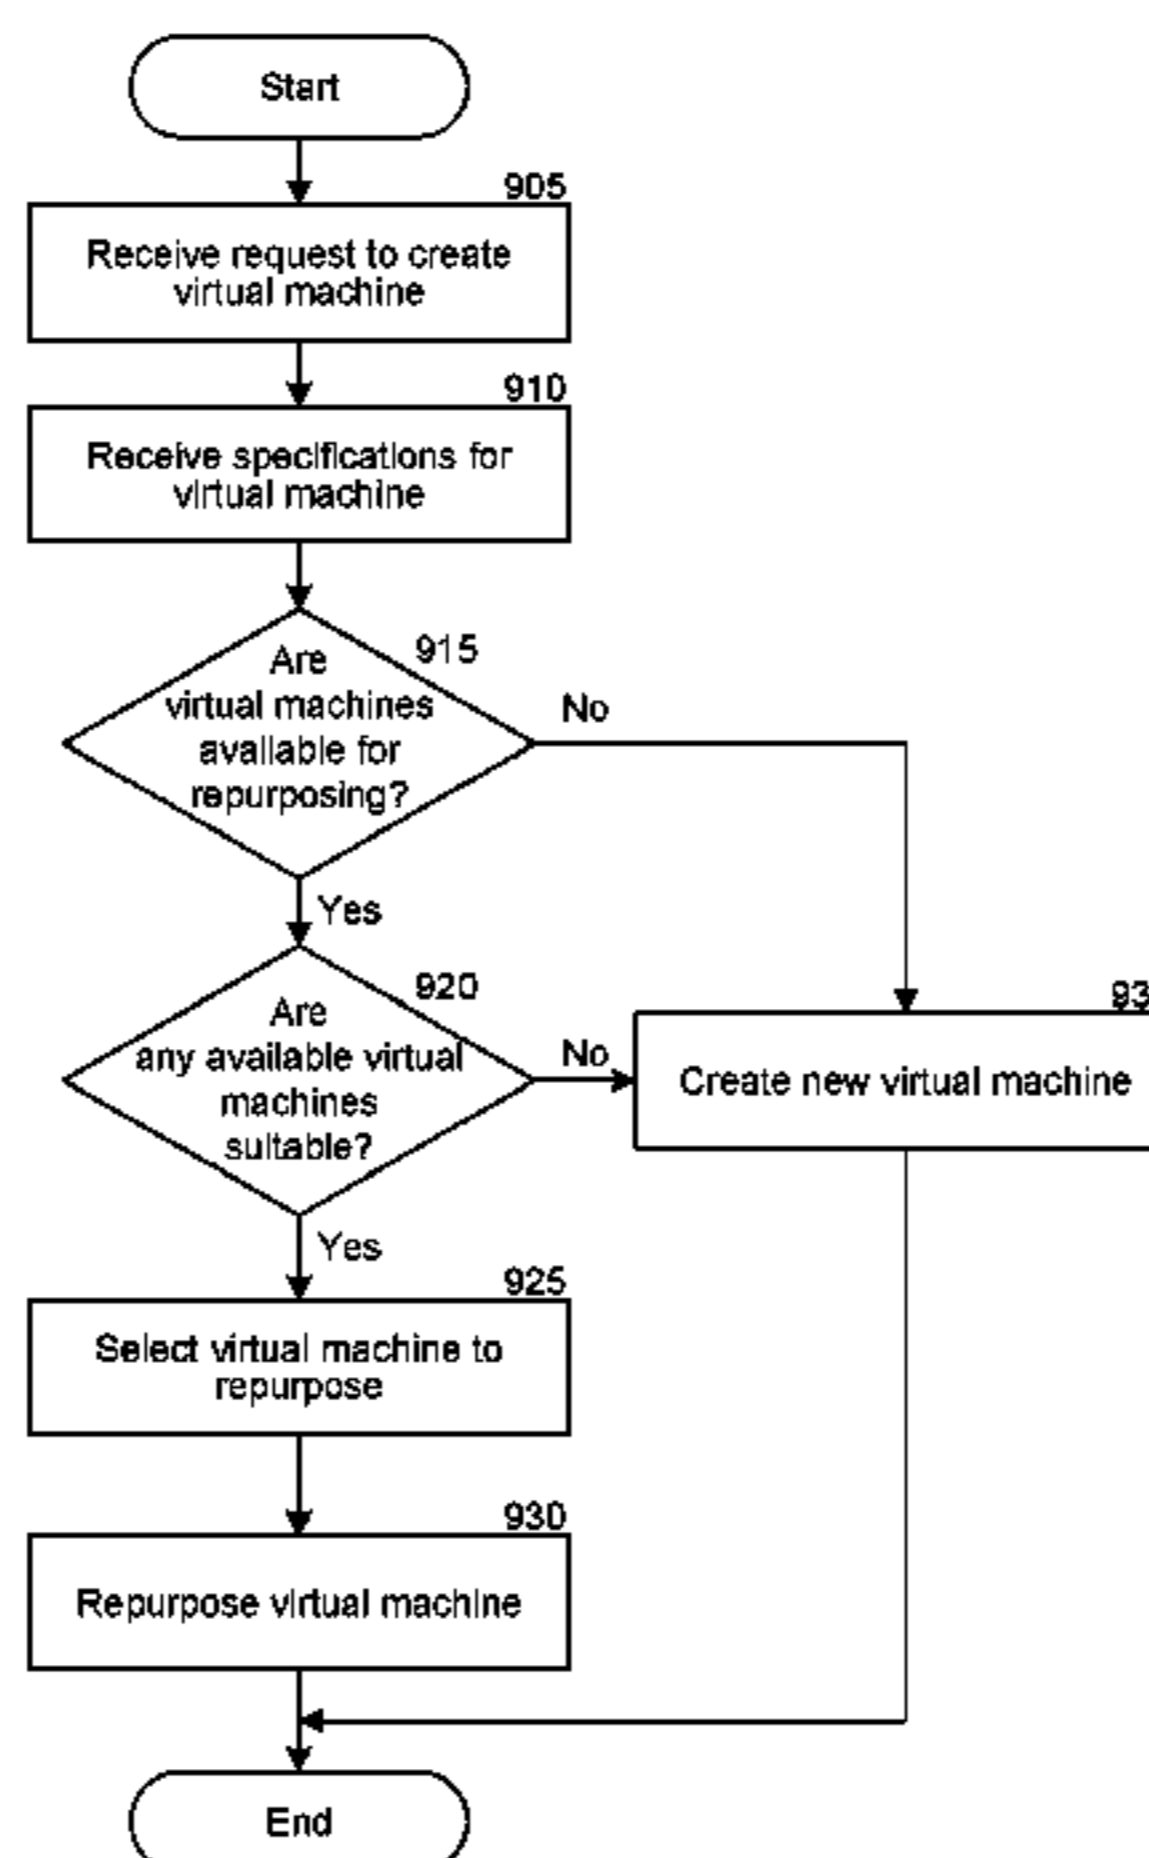 Start
905
Receive request to create
virtual machine
910
Receive specifications for
virtual machine
915
Are
virtual machines
available for
repurposing?
No
Yes
920
Are
any available virtual
machines
suitable?
No
93
Create new virtual machine
Yes
925
Select virtual machine to
repurpose
930
Repurpose virtual machine
End